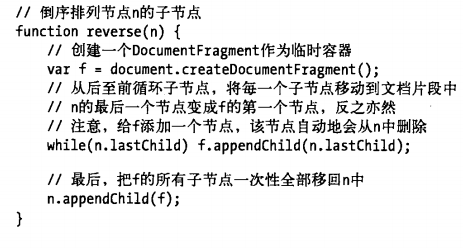 // 倒序排列节点n的子节点
function reverse(n) {
    // 创建一个DocumentFragment作为临时容器
    var f = document.createDocumentFragment();
    // 从后至前循环子节点，将每一个子节点移动到文档片段中
    // n的最后一个节点变成f的第一个节点，反之亦然
    // 注意，给f添加一个节点，该节点自动地会从n中删除
    while(n.lastChild) f.appendChild(n.lastChild);

    // 最后，把f的所有子节点一次性全部移回n中
    n.appendChild(f);
}